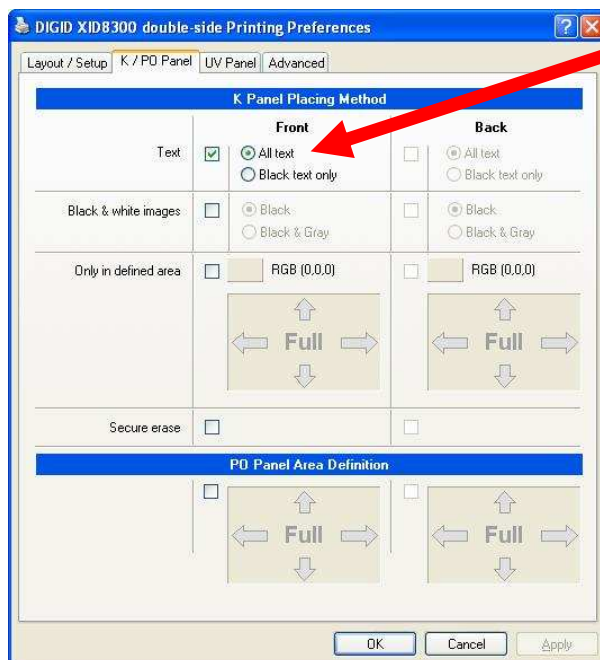 DIGID XID8300 double-side Printing Preferences
Layout / Setup K / PO Panel UV Panel Advanced
K Panel Placing Method
Front Back
Text All text All text
Black text only Black text only
Black & white images Black Black
Black & Gray Black & Gray
Only in defined area RGB (0,0,0) RGB (0,0,0)
Full Full
Secure erase
PO Panel Area Definition
Full Full
OK Cancel Apply